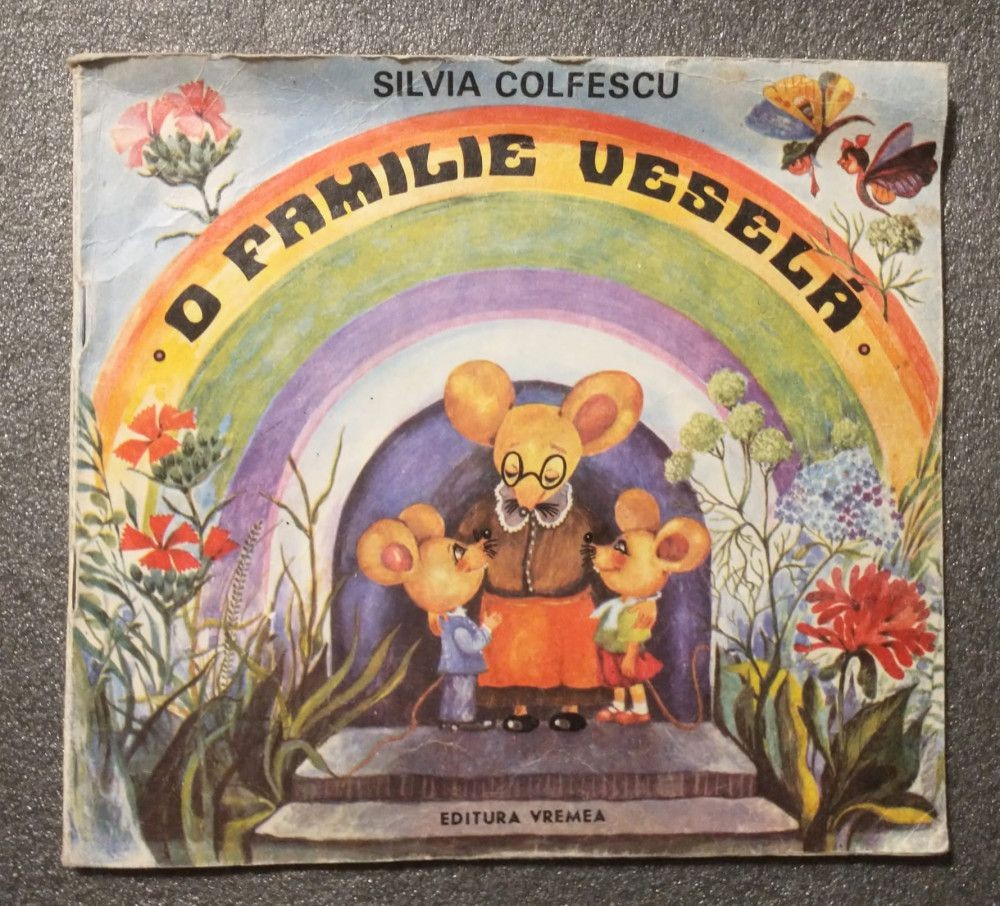 SILVIA COLFESCU
• O FAMILIE VESELĂ •
EDITURA VREMEA